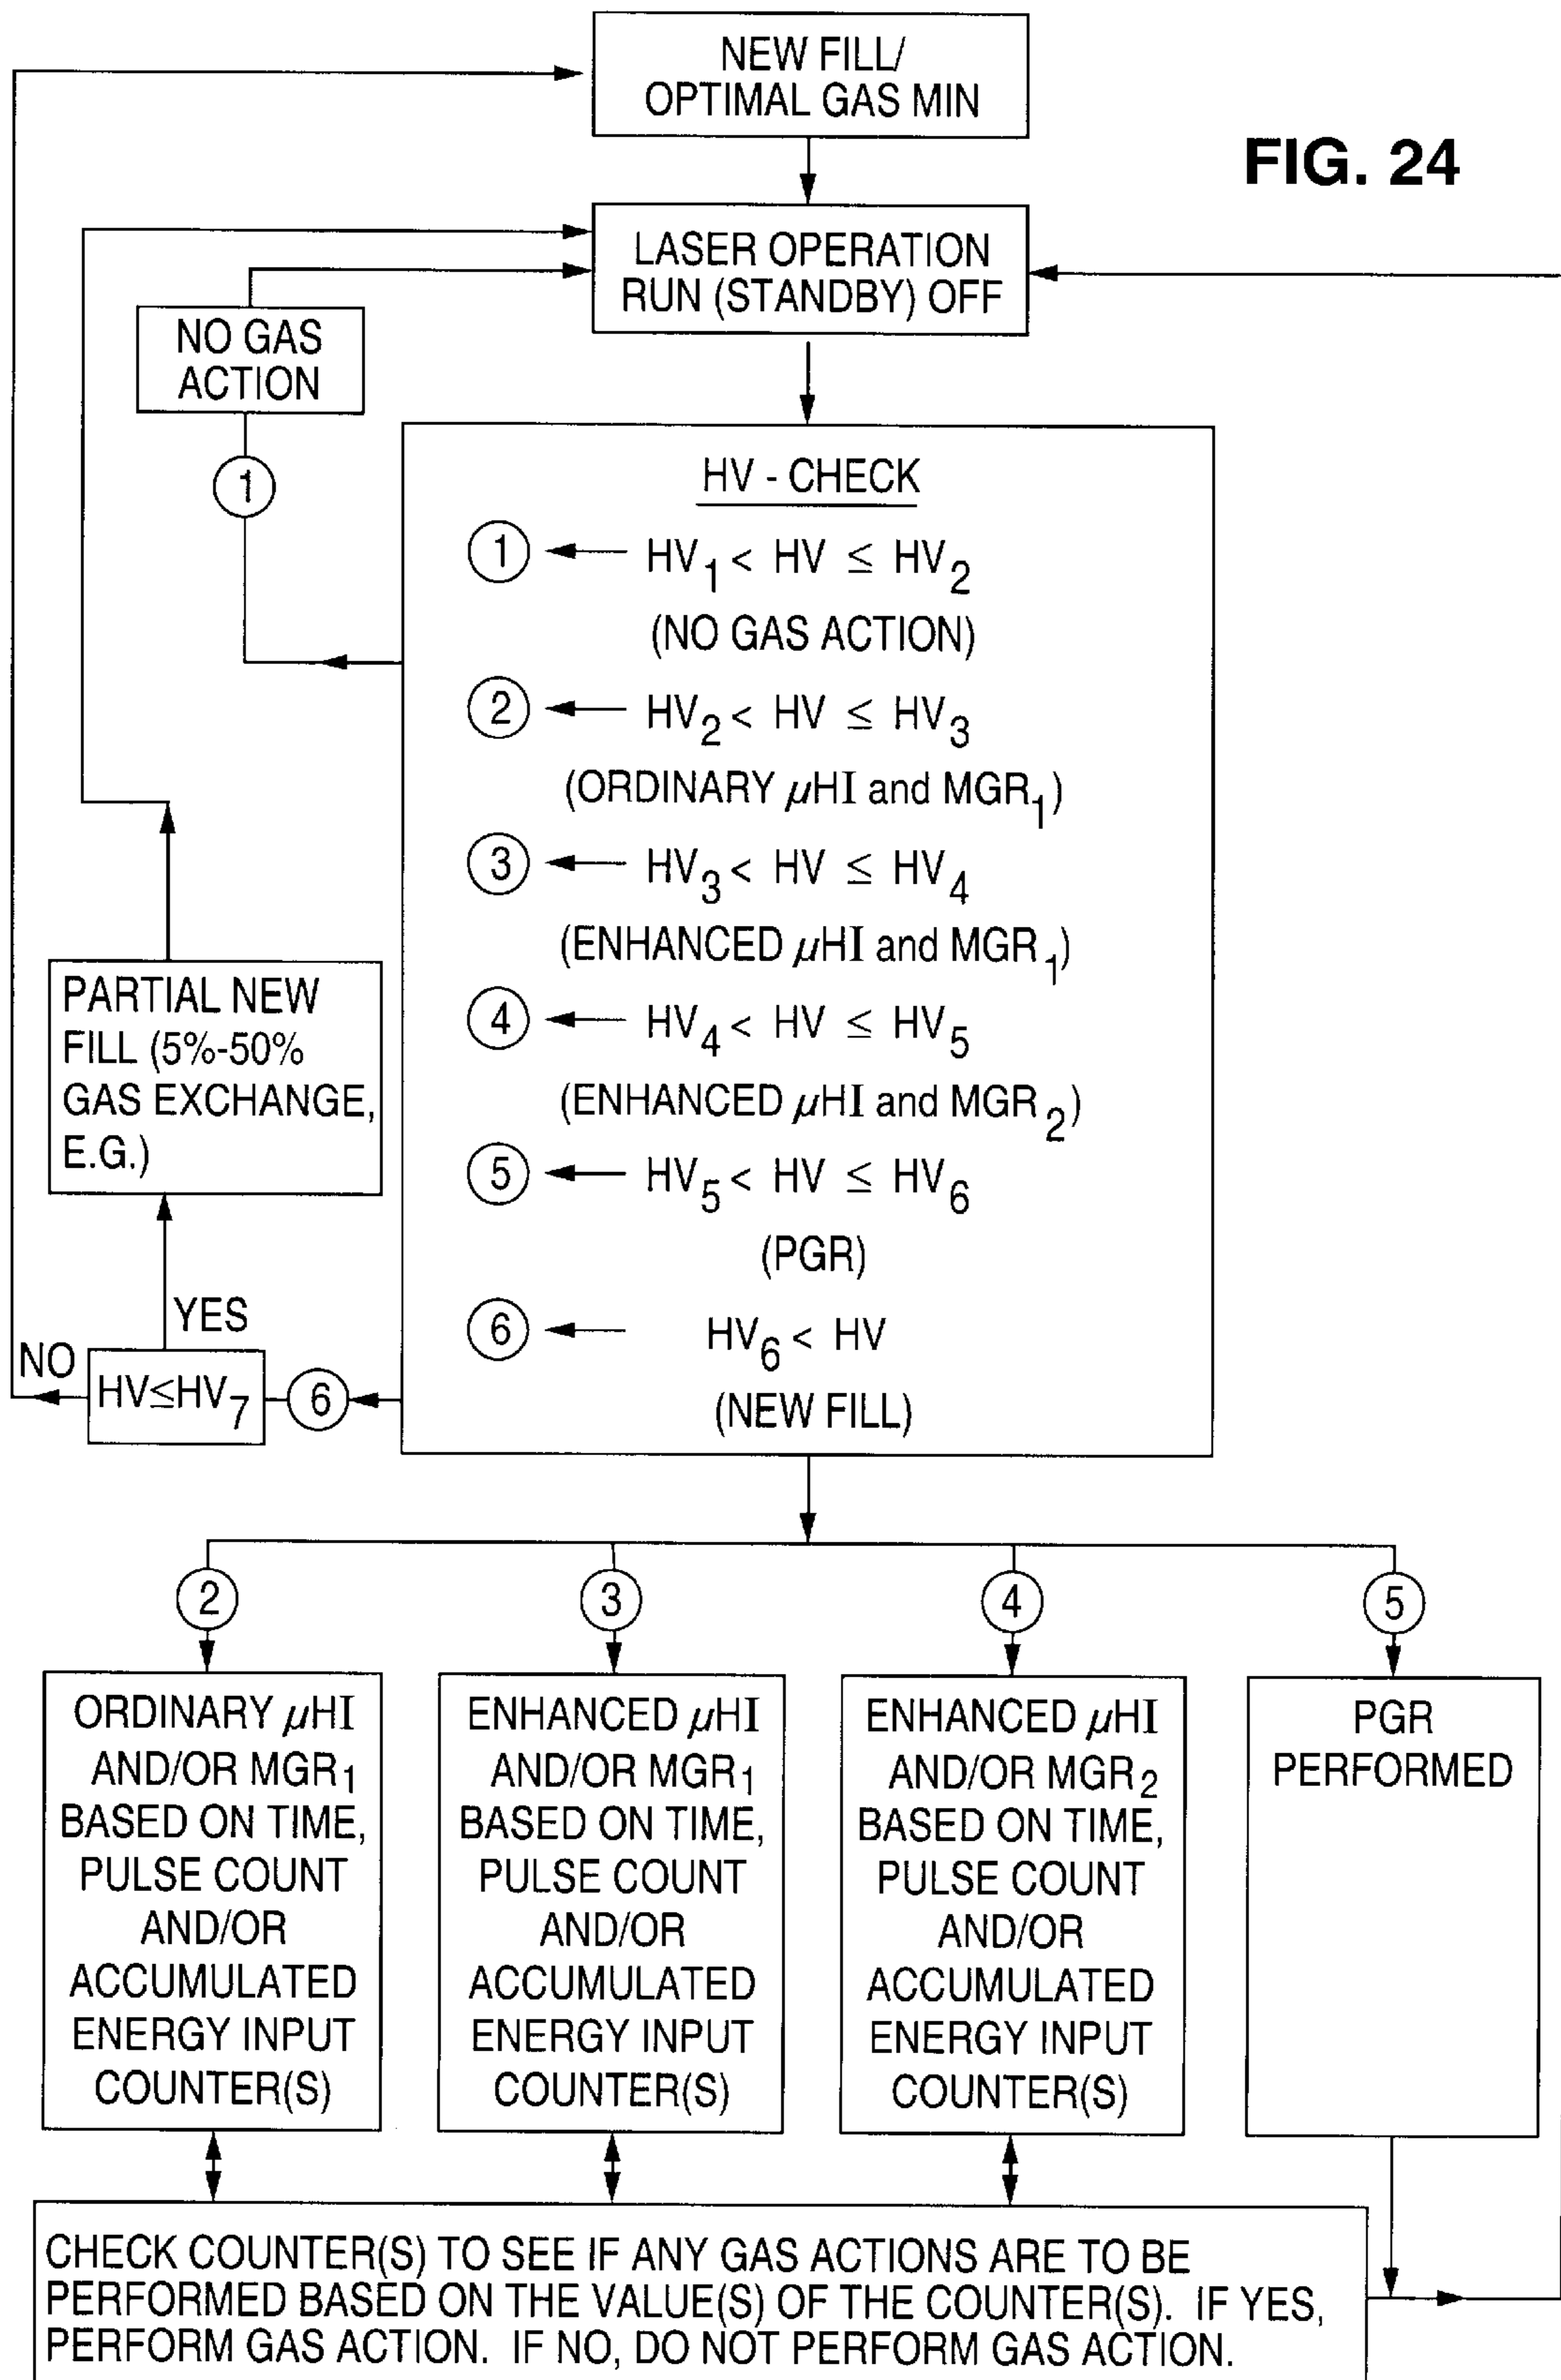 NEW FILL/
OPTIMAL GAS MIN
FIG. 24
LASER OPERATION
RUN (STANDBY) OFF
NO GAS
ACTION
1
HV - CHECK
1 HV1 < HV ≤ HV2
(NO GAS ACTION)
2 HV2 < HV ≤ HV3
(ORDINARY μHI and MGR1)
3 HV3 < HV ≤ HV4
(ENHANCED μHI and MGR1)
4 HV4 < HV ≤ HV5
(ENHANCED μHI and MGR2)
5 HV5 < HV ≤ HV6
(PGR)
6 HV6 < HV
(NEW FILL)
PARTIAL NEW
FILL (5%-50%
GAS EXCHANGE,
E.G.)
YES
NO
HV≤HV7
6
2
ORDINARY μHI
AND/OR MGR1
BASED ON TIME,
PULSE COUNT
AND/OR
ACCUMULATED
ENERGY INPUT
COUNTER(S)
3
ENHANCED μHI
AND/OR MGR1
BASED ON TIME,
PULSE COUNT
AND/OR
ACCUMULATED
ENERGY INPUT
COUNTER(S)
4
ENHANCED μHI
AND/OR MGR2
BASED ON TIME,
PULSE COUNT
AND/OR
ACCUMULATED
ENERGY INPUT
COUNTER(S)
5
PGR
PERFORMED
CHECK COUNTER(S) TO SEE IF ANY GAS ACTIONS ARE TO BE
PERFORMED BASED ON THE VALUE(S) OF THE COUNTER(S). IF YES,
PERFORM GAS ACTION. IF NO, DO NOT PERFORM GAS ACTION.